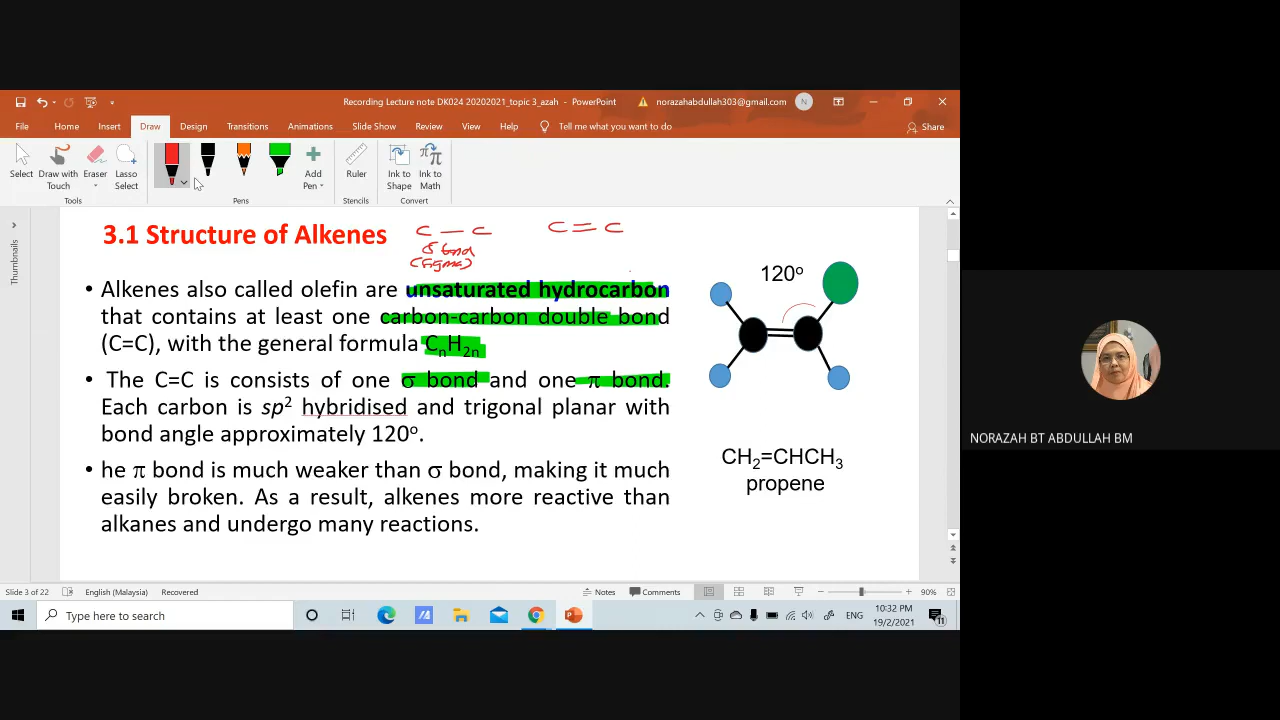 Recording Lecture note DK024 20202021_topic 3_azah - PowerPoint
norazahabdullah303@gmail.com
N
File Home Insert Draw Design Transitions Animations Slide Show Review View Help Tell me what you want to do
Share
Select
Draw with Touch
Eraser
Lasso Select
Add Pen
Ruler
Ink to Shape
Ink to Math
Tools
Pens
Stencils
Convert
Thumbnails
3.1 Structure of Alkenes
C — C
σ bond
(sigma)
C = C
• Alkenes also called olefin are unsaturated hydrocarbon
that contains at least one carbon-carbon double bond
(C=C), with the general formula CnH2n
• The C=C is consists of one σ bond and one π bond.
Each carbon is sp² hybridised and trigonal planar with
bond angle approximately 120°.
• he π bond is much weaker than σ bond, making it much
easily broken. As a result, alkenes more reactive than
alkanes and undergo many reactions.
120°
CH₂=CHCH₃
propene
NORAZAH BT ABDULLAH BM
Slide 3 of 22
English (Malaysia)
Recovered
Notes
Comments
90%
Type here to search
ENG
10:32 PM
19/2/2021
11